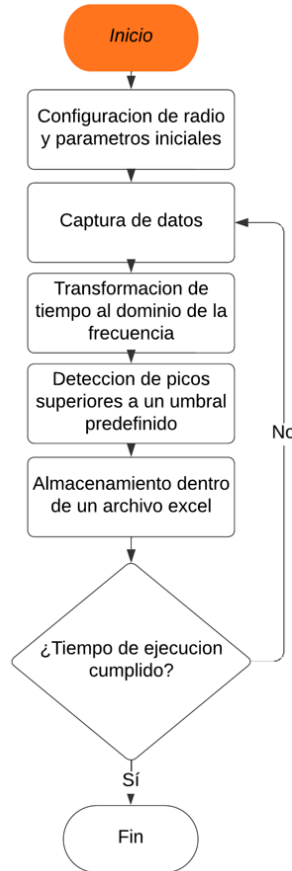 Inicio
Configuracion de radio
y parametros iniciales
Captura de datos
Transformacion de
tiempo al dominio de la
frecuencia
Deteccion de picos
superiores a un umbral
predefinido
No
Almacenamiento dentro
de un archivo excel
¿Tiempo de ejecucion
cumplido?
Sí
Fin